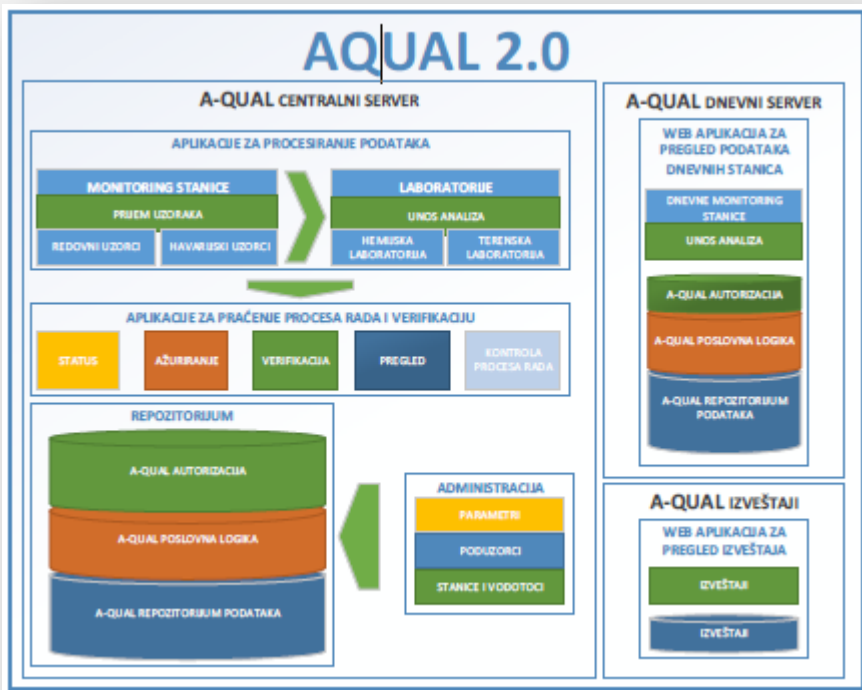 AQUAL 2.0
A-QUAL CENTRALNI SERVER
APLIKACIJE ZA PROCESIRANJE PODATAKA
MONITORING STANICE
PRIJEM UZORAKA
REDOVNI UZORCI
HAVARIJSKI UZORCI
LABORATORIJE
UNOS ANALIZA
HEMIJSKA
LABORATORIJA
TERENSKA
LABORATORIJA
APLIKACIJE ZA PRAĆENJE PROCESA RADA I VERIFIKACIJU
STATUS
AŽURIRANJE
VERIFIKACIJA
PREGLED
KONTROLA
PROCESA RADA
REPOZITORIJUM
A-QUAL AUTORIZACIJA
A-QUAL POSLOVNA LOGIKA
A-QUAL REPOZITORIJUM PODATAKA
ADMINISTRACIJA
PARAMETRI
PODUZORCI
STANICE I VODOTOCI
A-QUAL DNEVNI SERVER
WEB APLIKACIJA ZA
PREGLED PODATAKA
DNEVNIH STANICA
DNEVNE MONITORING
STANICE
UNOS ANALIZA
A-QUAL AUTORIZACIJA
A-QUAL POSLOVNA LOGIKA
A-QUAL REPOZITORIJUM
PODATAKA
A-QUAL IZVEŠTAJI
WEB APLIKACIJA ZA
PREGLED IZVEŠTAJA
IZVEŠTAJI
IZVEŠTAJI